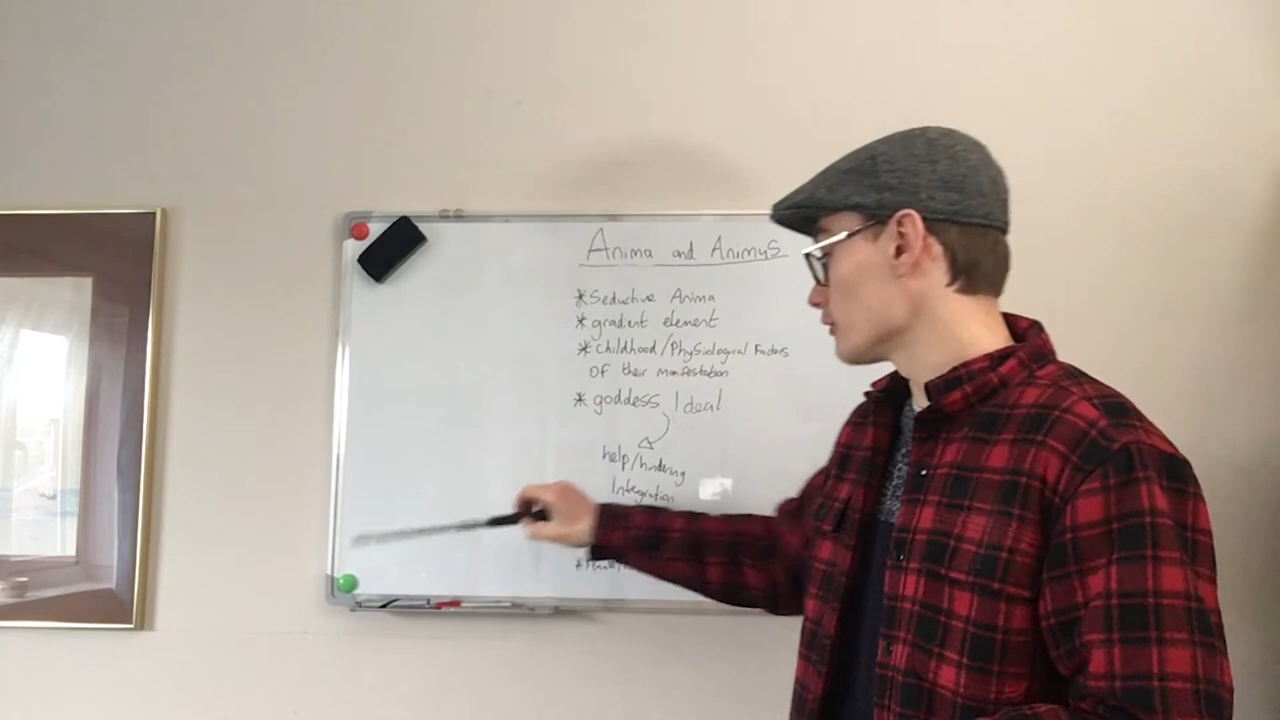 Anima and Animus
* Seductive Anima
* gradient element
* childhood/Physiological Factors
OF their manifestation
* goddess Ideal
help/hindering
Integration
*